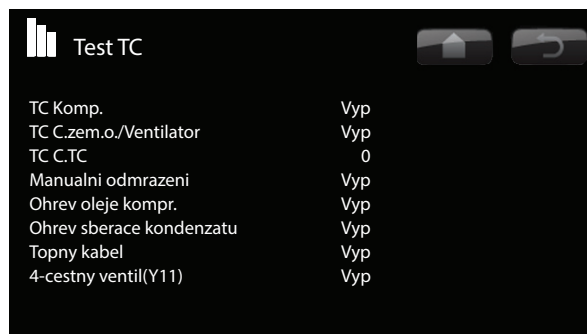 Test TC
TC Komp. Vyp
TC C.zem.o./Ventilator Vyp
TC C.TC 0
Manualni odmrazeni Vyp
Ohrev oleje kompr. Vyp
Ohrev sberace kondenzatu Vyp
Topny kabel Vyp
4-cestny ventil(Y11) Vyp